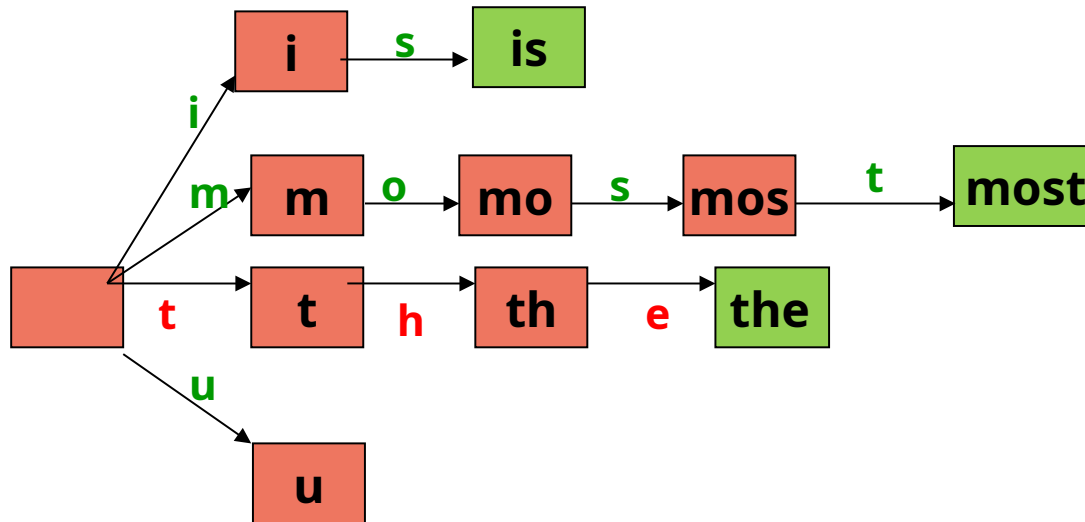 i s is
i
m m o mo s mos t most
t t h th e the
u
u